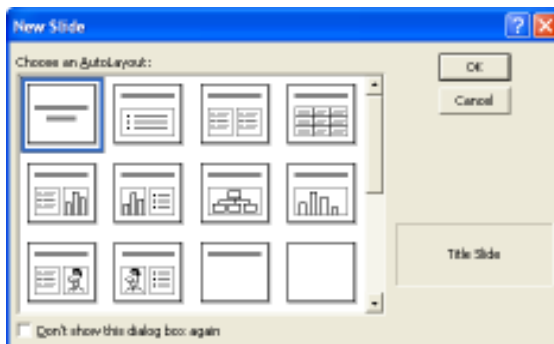 New Slide
Choose an AutoLayout:
OK
Cancel
Title Slide
Don't show this dialog box again